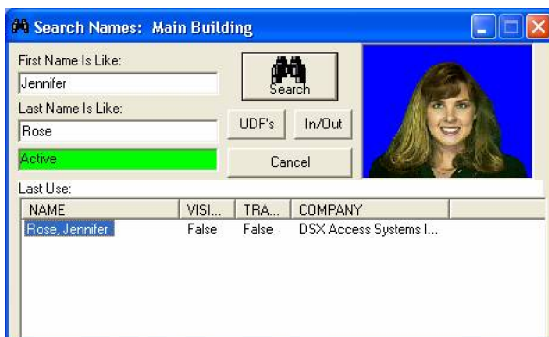 Search Names: Main Building
First Name Is Like:
Jennifer
Search
Last Name Is Like:
Rose
UDF's
In/Out
Active
Cancel
Last Use:
NAME VISI... TRA... COMPANY
Rose, Jennifer False False DSX Access Systems I...